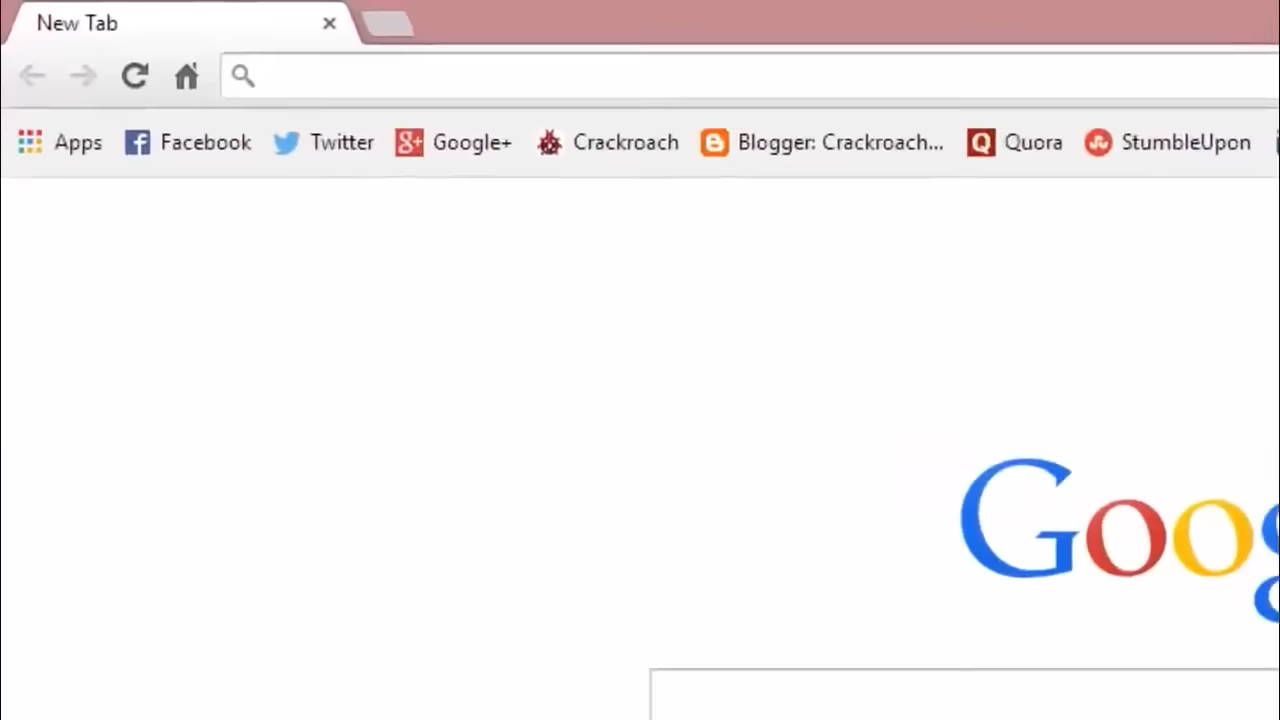 New Tab
Apps Facebook Twitter Google+ Crackroach Blogger: Crackroach... Quora StumbleUpon
Goog